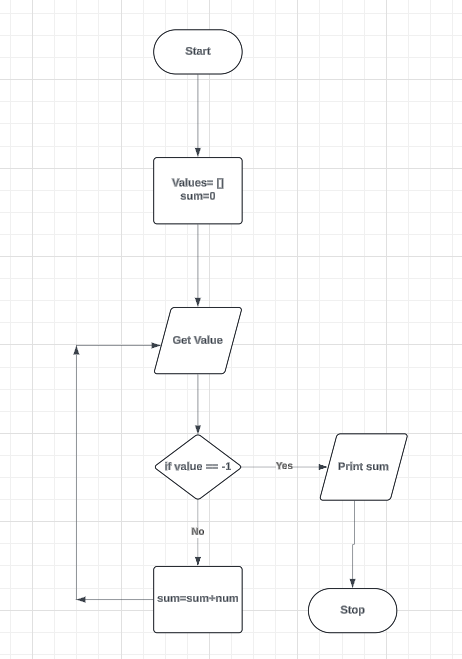 Start
Values= []
sum=0
Get Value
if value == -1
Yes
Print sum
No
sum=sum+num
Stop